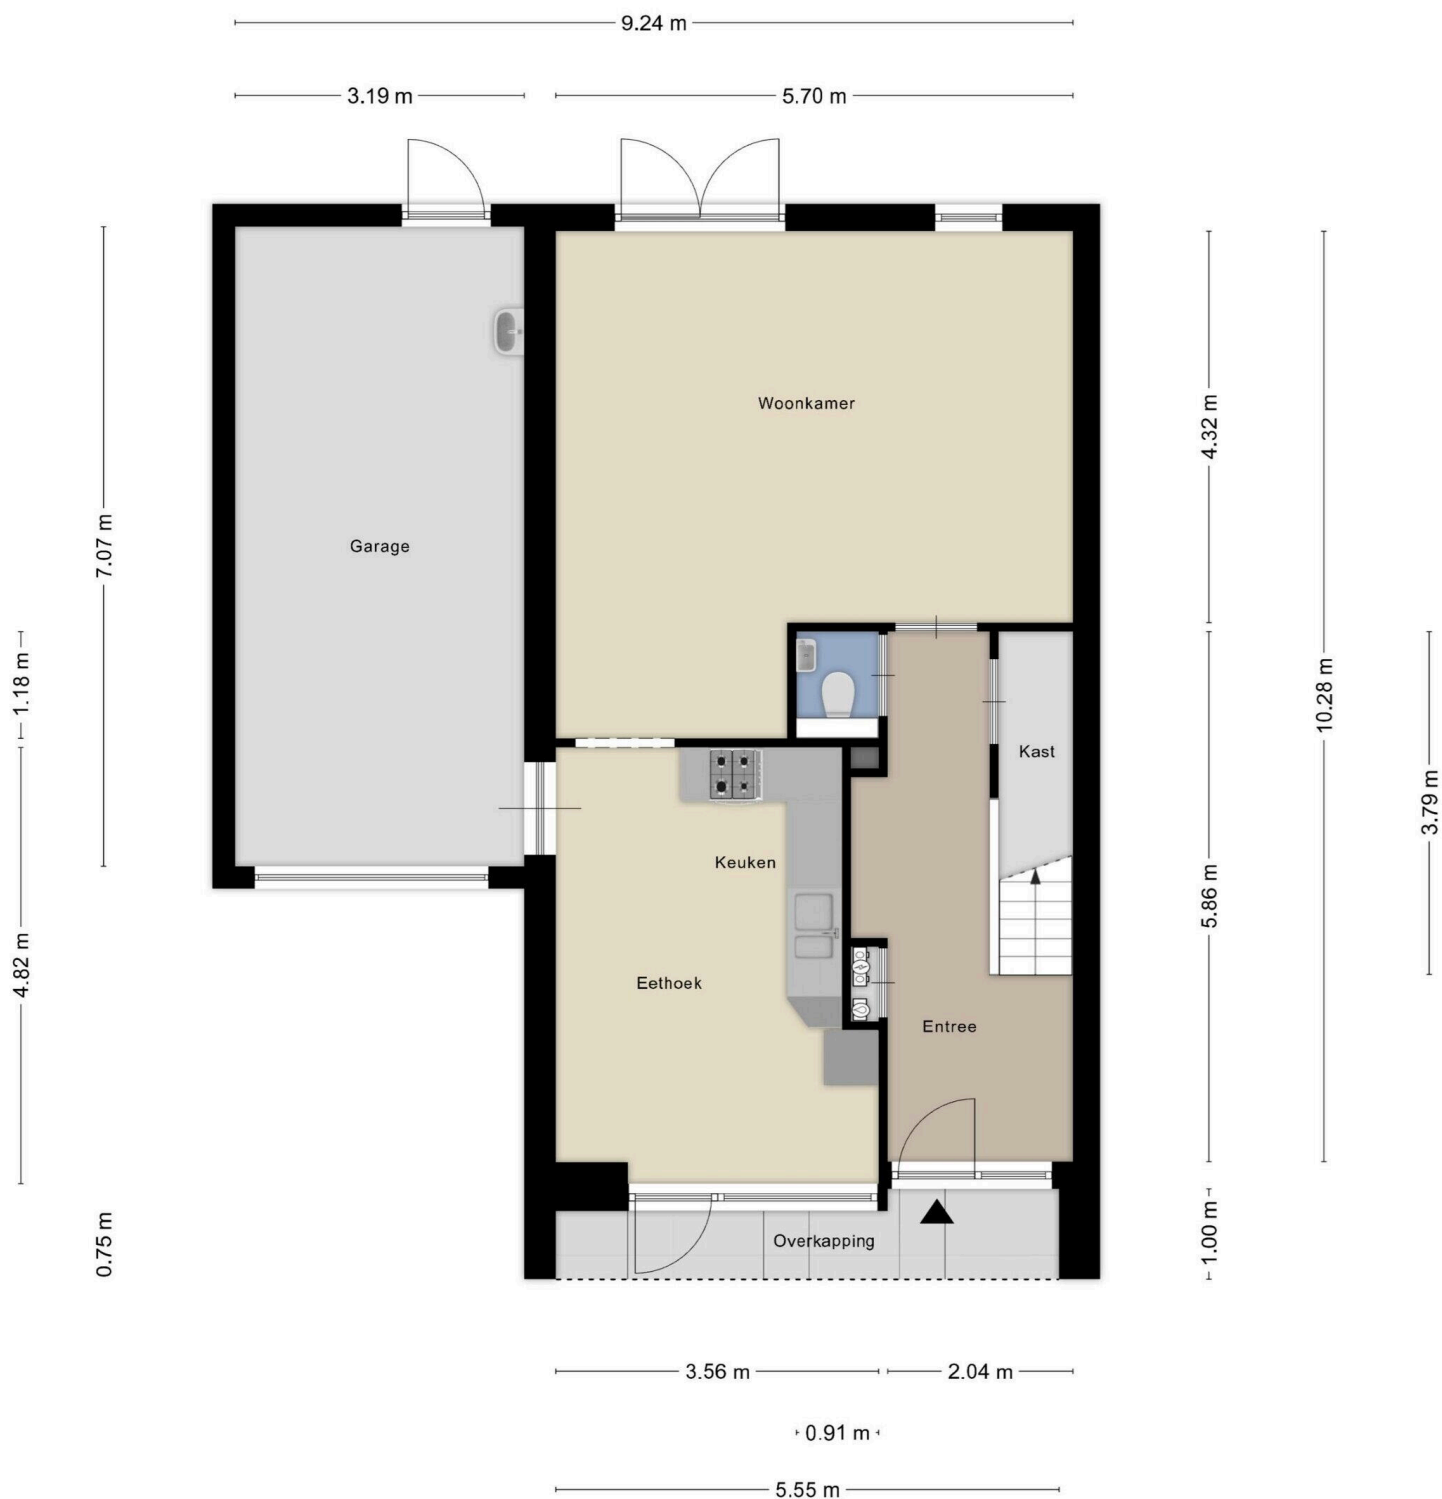 9.24 m
3.19 m
5.70 m
Woonkamer
4.32 m
Garage
7.07 m
1.18 m
10.28 m
Kast
3.79 m
Keuken
5.86 m
4.82 m
Eethoek
Entree
Overkapping
1.00 m
0.75 m
3.56 m
2.04 m
0.91 m
5.55 m